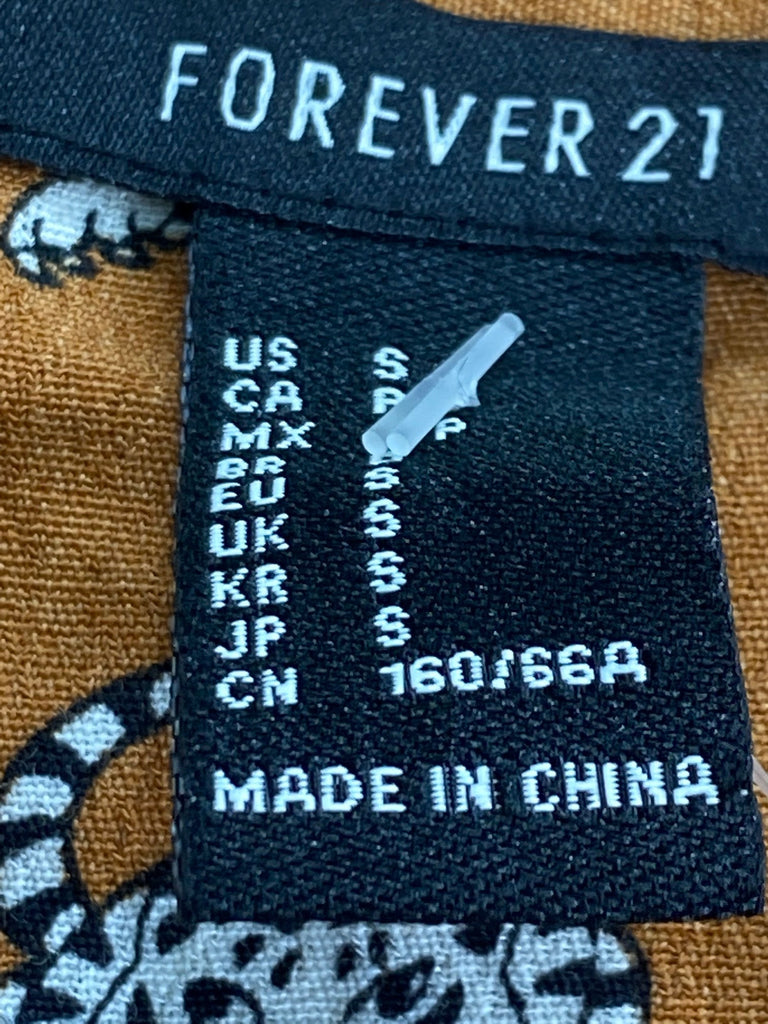 FOREVER 21
US S
CA
MX P
BR
EU S
UK S
KR S
JP S
CN 160/66A
MADE IN CHINA